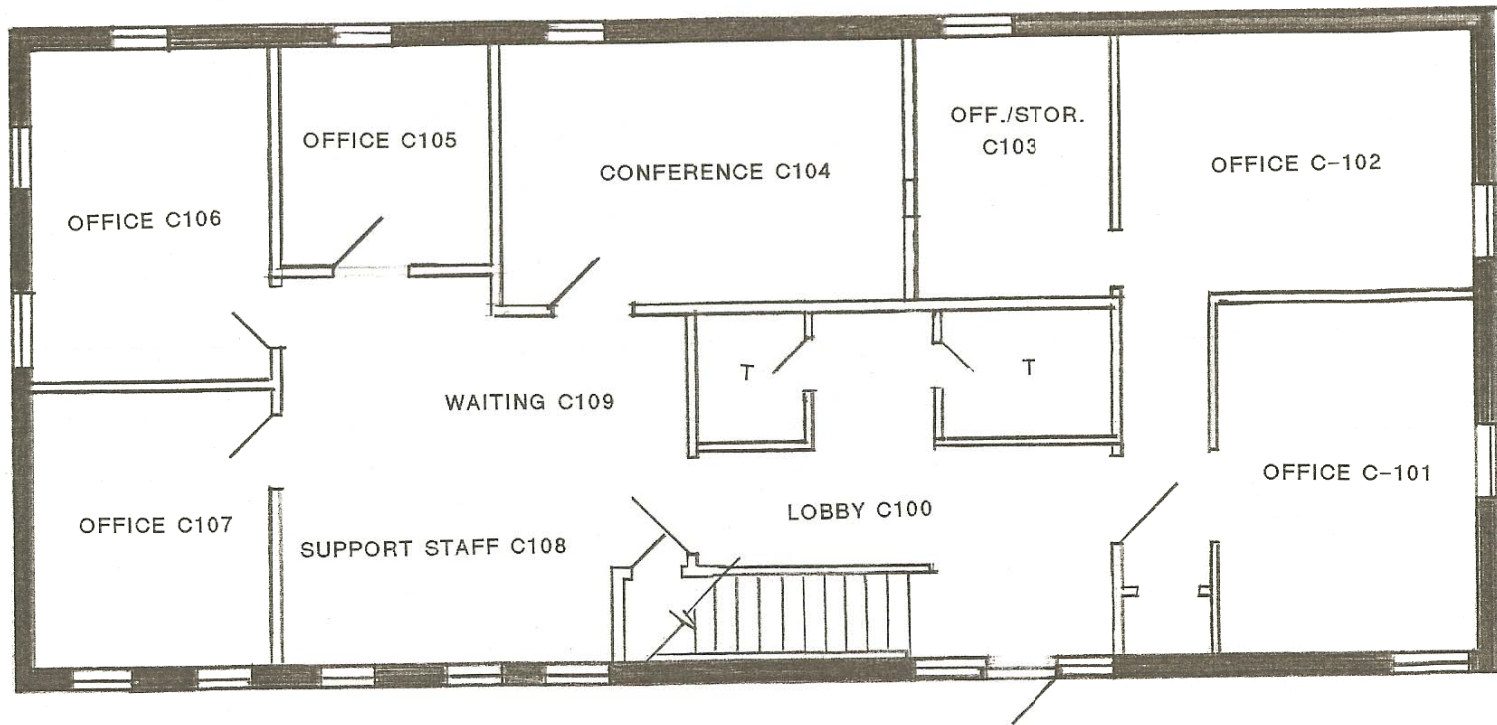 OFFICE C105
OFF./STOR.
C103
CONFERENCE C104
OFFICE C-102
OFFICE C106
T
T
WAITING C109
OFFICE C-101
LOBBY C100
OFFICE C107
SUPPORT STAFF C108